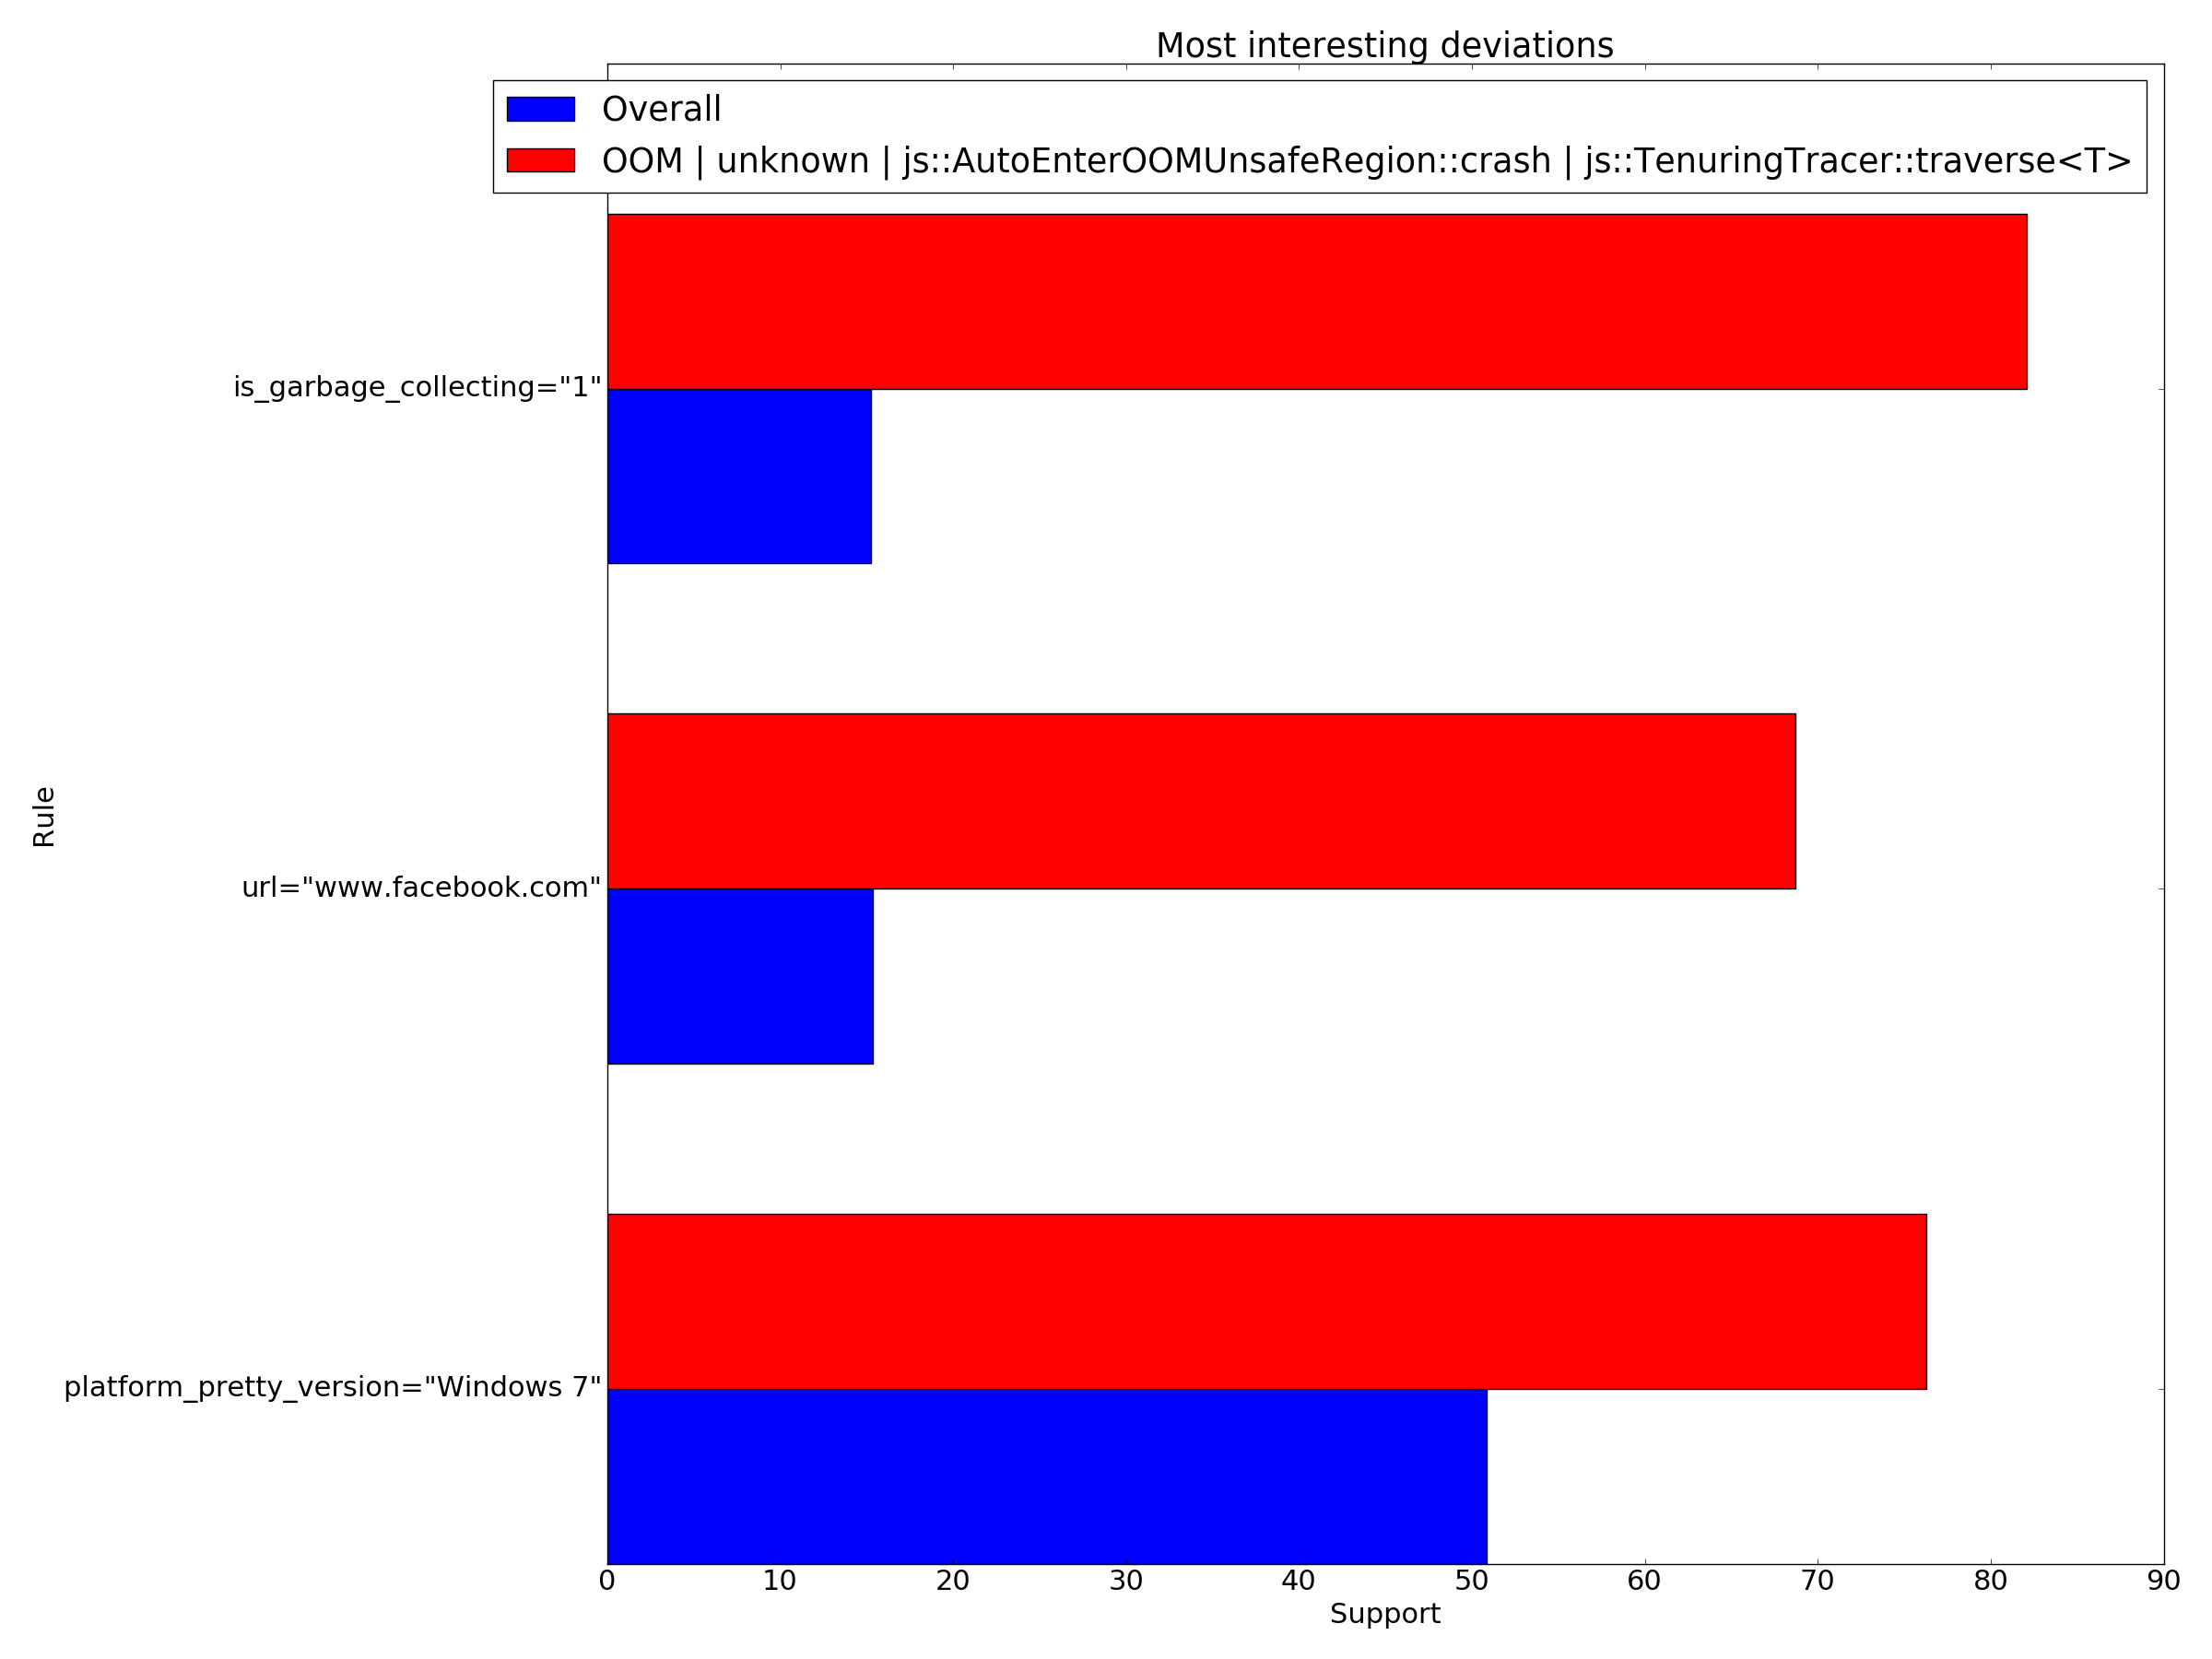 Most interesting deviations
Overall
OOM | unknown | js::AutoEnterOOMUnsafeRegion::crash | js::TenuringTracer::traverse<T>
is_garbage_collecting="1"
url="www.facebook.com"
platform_pretty_version="Windows 7"
Rule
0 10 20 30 40 50 60 70 80 90
Support